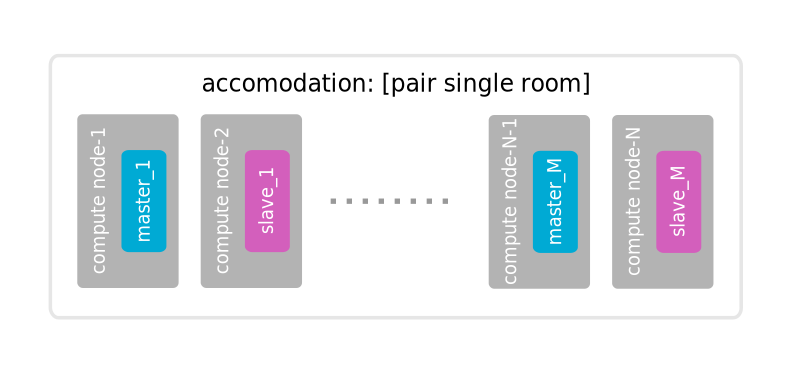 accomodation: [pair single room]
compute node-1
master_1
compute node-2
slave_1
compute node-N-1
master_M
compute node-N
slave_M